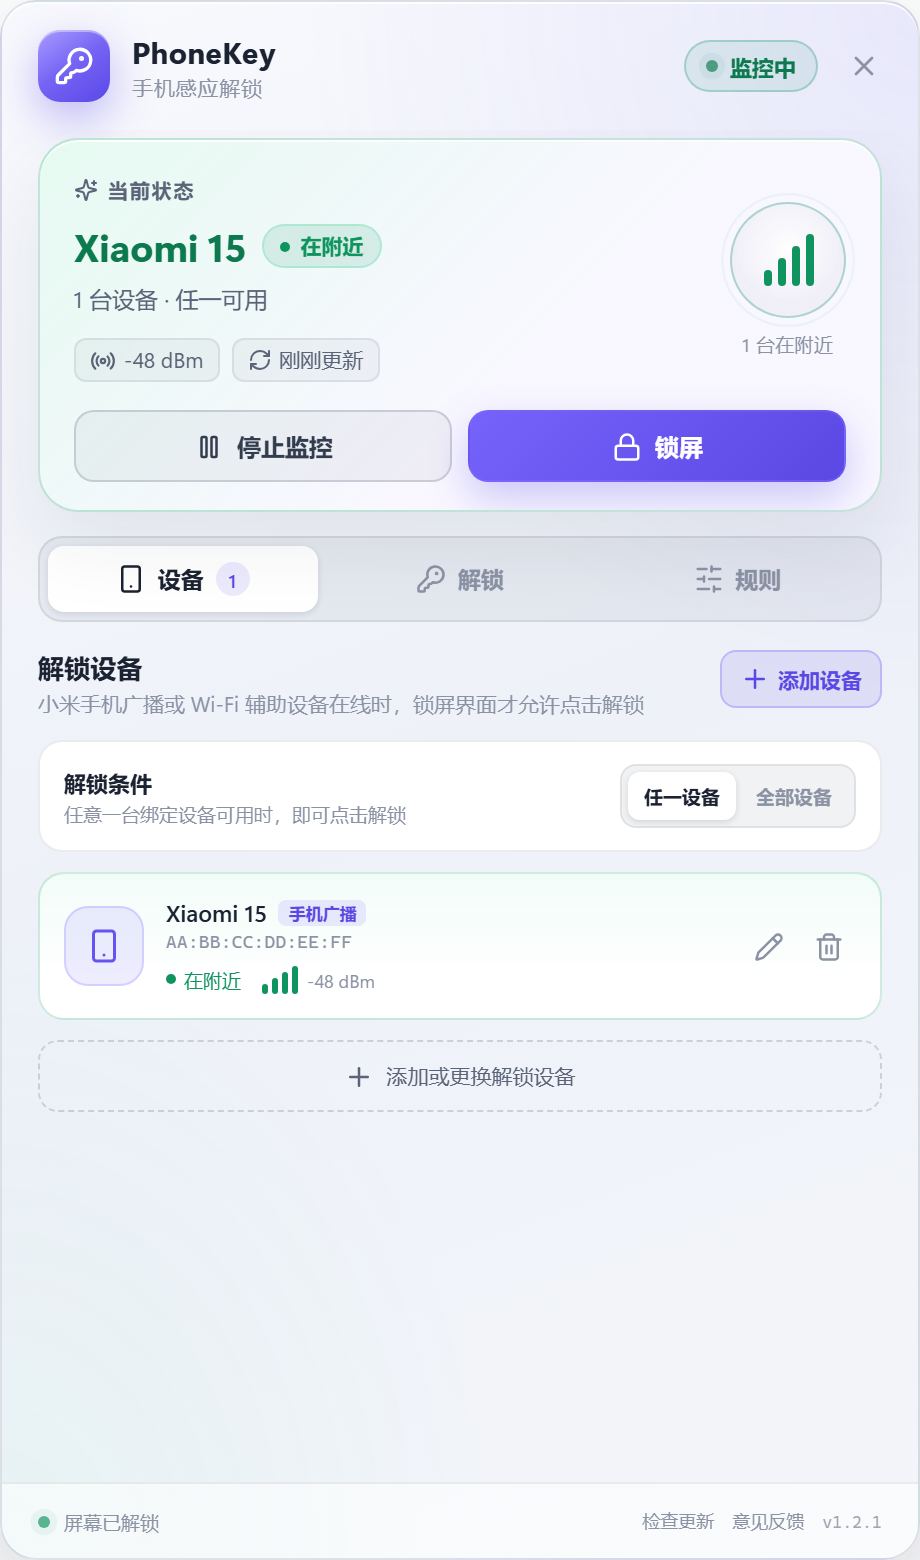 PhoneKey
手机感应解锁
监控中
当前状态
Xiaomi 15
在附近
1 台设备 · 任一可用
-48 dBm
刚刚更新
1 台在附近
停止监控
锁屏
设备 1
解锁
规则
解锁设备
小米手机广播或 Wi-Fi 辅助设备在线时，锁屏界面才允许点击解锁
添加设备
解锁条件
任意一台绑定设备可用时，即可点击解锁
任一设备
全部设备
Xiaomi 15 手机广播
AA:BB:CC:DD:EE:FF
在附近 -48 dBm
添加或更换解锁设备
屏幕已解锁
检查更新 意见反馈 v1.2.1